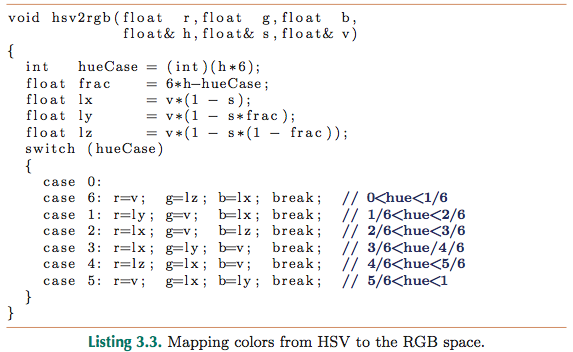 void hsv2rgb(float r,float g,float b,
float& h,float& s,float& v)
{
int hueCase = (int)(h*6);
float frac = 6*h-hueCase;
float lx = v*(1 - s);
float ly = v*(1 - s*frac);
float lz = v*(1 - s*(1 - frac));
switch (hueCase)
{
case 0:
case 6: r=v; g=lz; b=lx; break; // 0<hue<1/6
case 1: r=ly; g=v; b=lx; break; // 1/6<hue<2/6
case 2: r=lx; g=v; b=lz; break; // 2/6<hue<3/6
case 3: r=lx; g=ly; b=v; break; // 3/6<hue/4/6
case 4: r=lz; g=lx; b=v; break; // 4/6<hue<5/6
case 5: r=v; g=lx; b=ly; break; // 5/6<hue<1
}
}
Listing 3.3. Mapping colors from HSV to the RGB space.